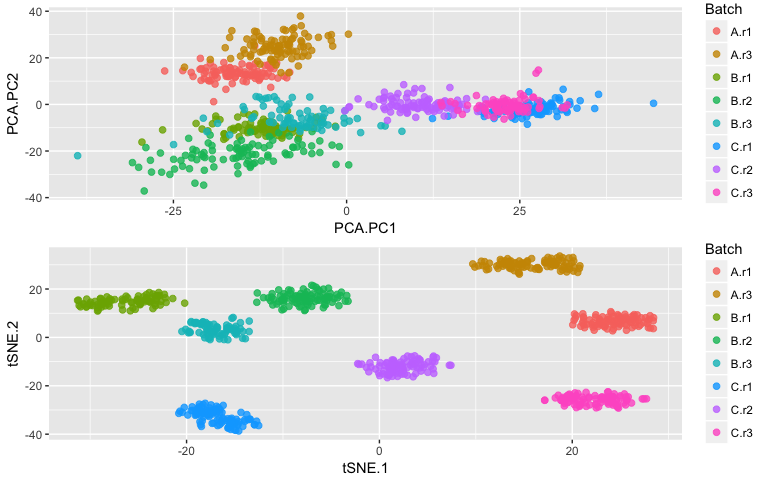 PCA.PC2
40
20
0
-20
-40
-25
0
25
PCA.PC1
Batch
A.r1
A.r3
B.r1
B.r2
B.r3
C.r1
C.r2
C.r3
tSNE.2
20
0
-20
-40
-20
0
20
tSNE.1
Batch
A.r1
A.r3
B.r1
B.r2
B.r3
C.r1
C.r2
C.r3